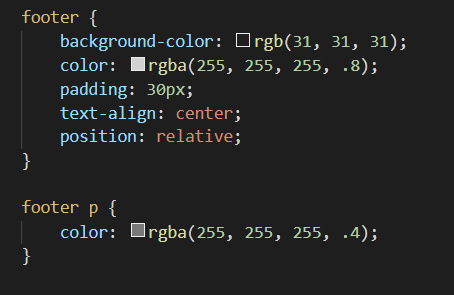 footer {
    background-color: rgb(31, 31, 31);
    color: rgba(255, 255, 255, .8);
    padding: 30px;
    text-align: center;
    position: relative;
}

footer p {
    color: rgba(255, 255, 255, .4);
}